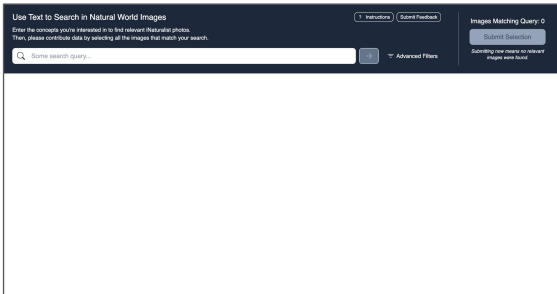 Use Text to Search in Natural World Images
? Instructions
Submit Feedback
Enter the concepts you're interested in to find relevant iNaturalist photos.
Then, please contribute data by selecting all the images that match your search.
Some search query...
Advanced Filters
Images Matching Query: 0
Submit Selection
Submitting now means no relevant
images were found.